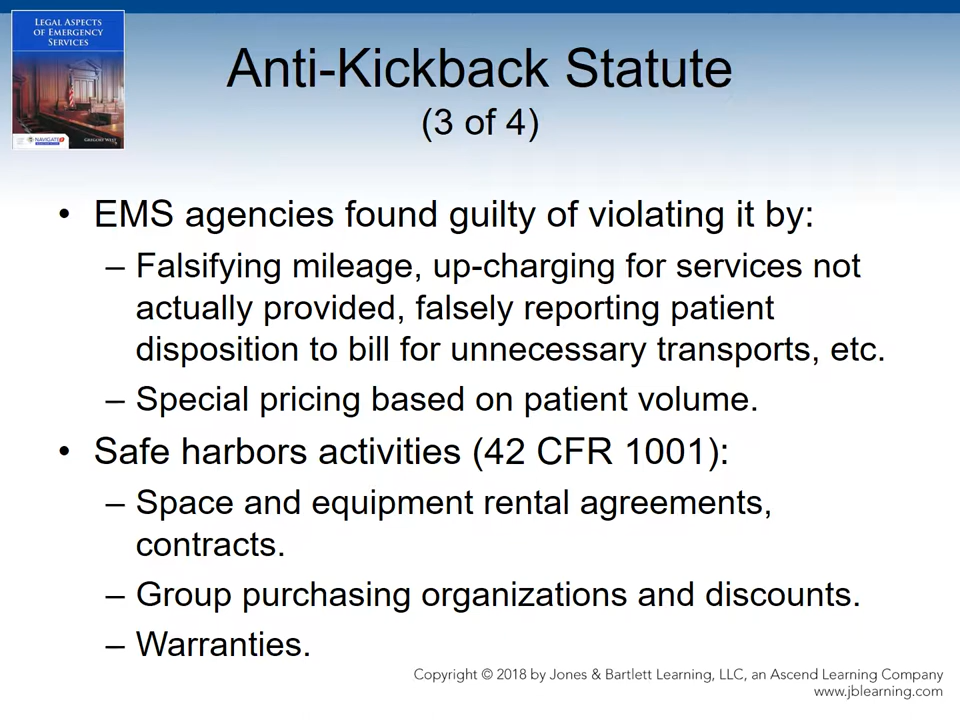 LEGAL ASPECTS
OF EMERGENCY
SERVICES
NAVIGATE
GREGORY WEST
Anti-Kickback Statute
(3 of 4)
• EMS agencies found guilty of violating it by:
– Falsifying mileage, up-charging for services not
actually provided, falsely reporting patient
disposition to bill for unnecessary transports, etc.
– Special pricing based on patient volume.
• Safe harbors activities (42 CFR 1001):
– Space and equipment rental agreements,
contracts.
– Group purchasing organizations and discounts.
– Warranties.
Copyright © 2018 by Jones & Bartlett Learning, LLC, an Ascend Learning Company
www.jblearning.com